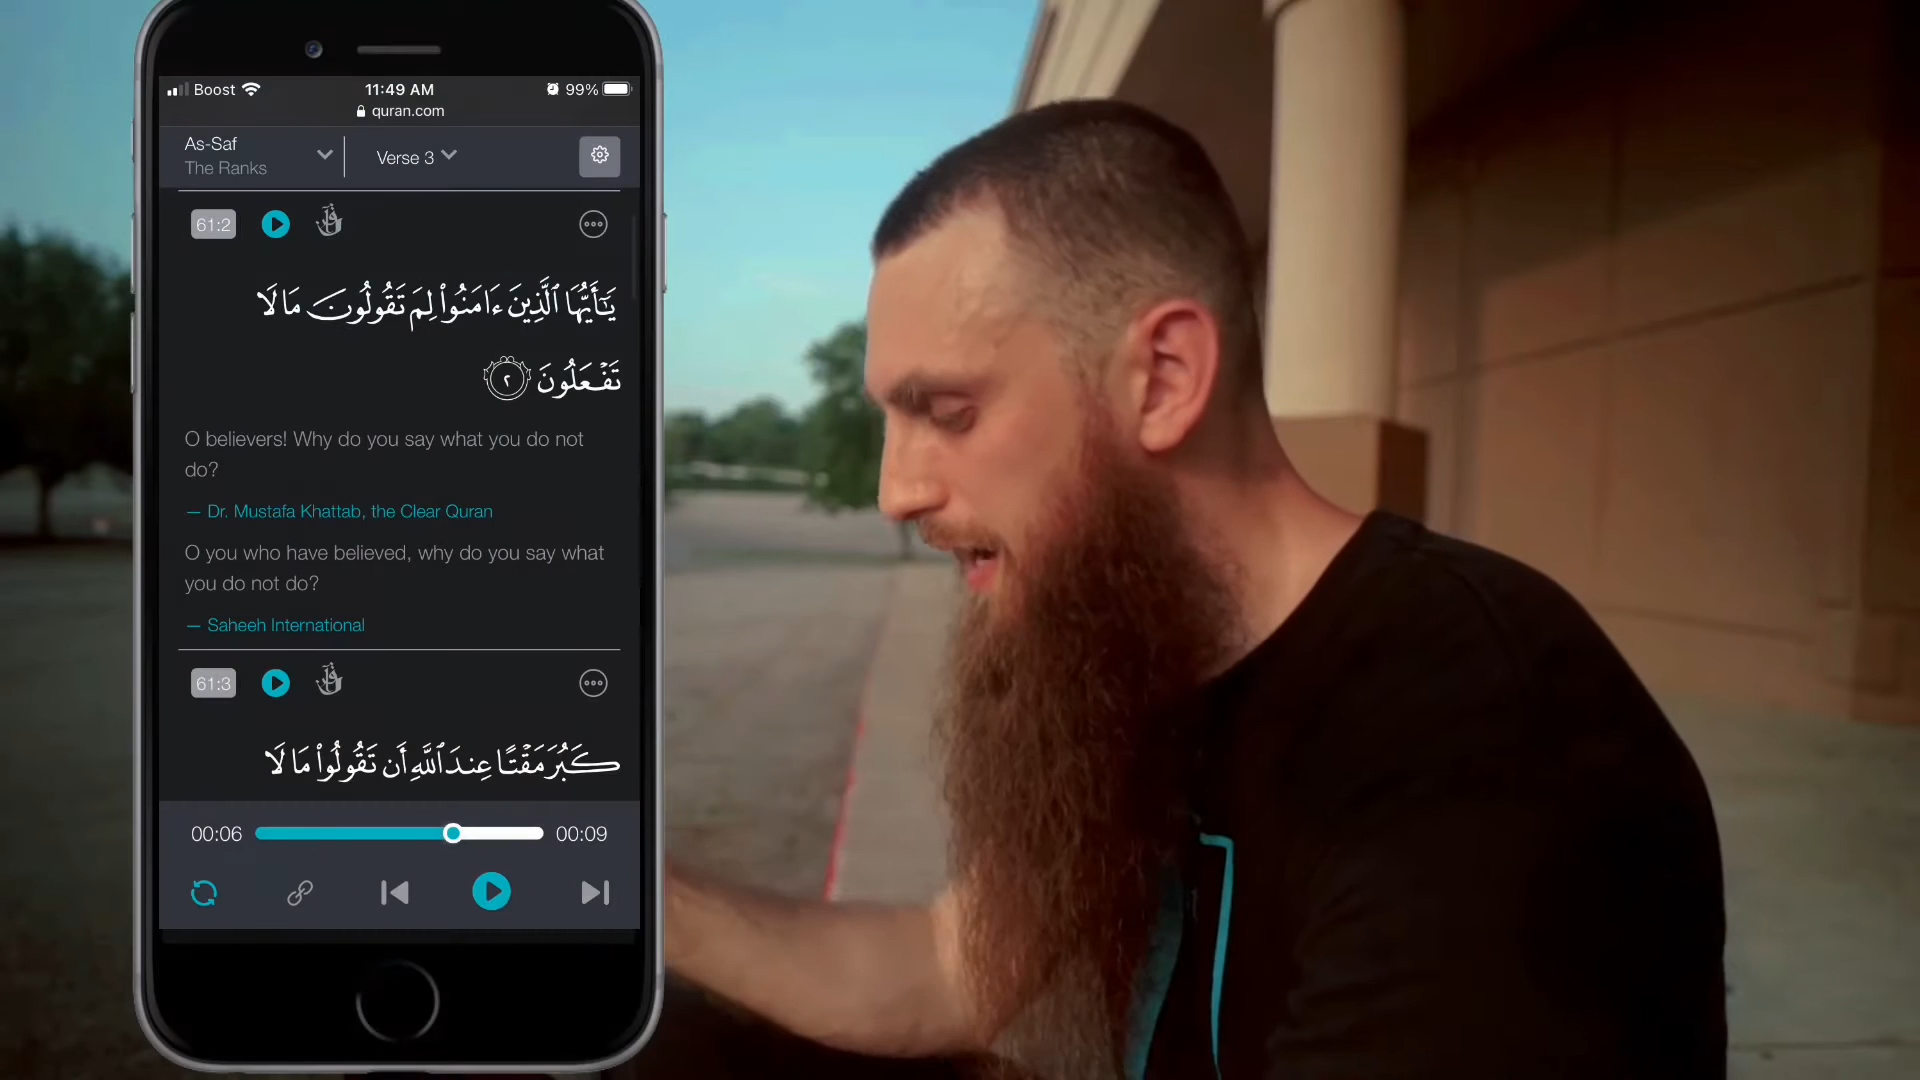 Boost
11:49 AM
99%
quran.com
As-Saf
The Ranks
Verse 3
61:2
يَـٰٓأَيُّهَا ٱلَّذِينَ ءَامَنُوا۟ لِمَ تَقُولُونَ مَا لَا
تَفْعَلُونَ ٢
O believers! Why do you say what you do not
do?
— Dr. Mustafa Khattab, the Clear Quran
O you who have believed, why do you say what
you do not do?
— Saheeh International
61:3
كَبُرَ مَقْتًا عِندَ ٱللَّهِ أَن تَقُولُوا۟ مَا لَا
00:06
00:09